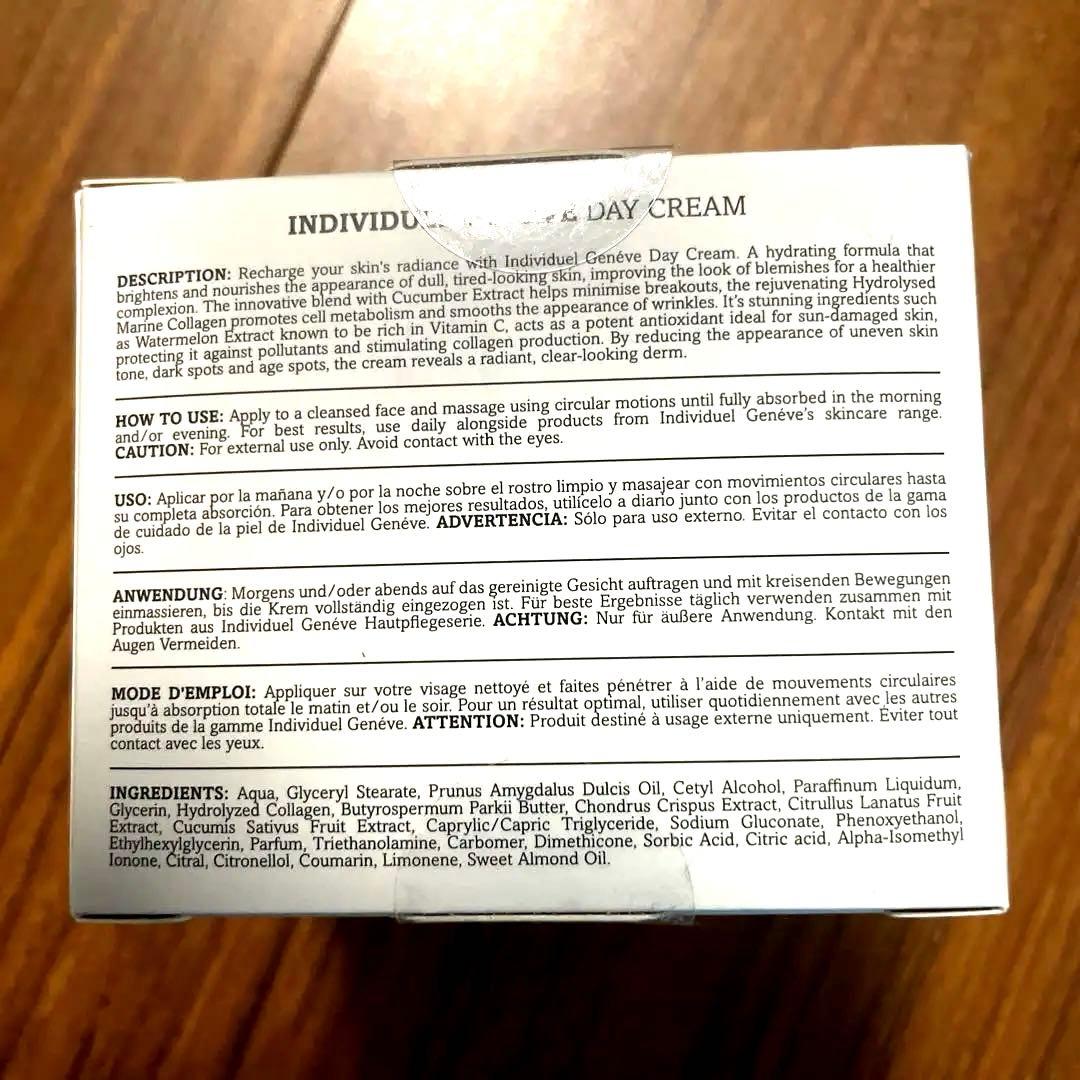 INDIVIDUEL DAY CREAM
DESCRIPTION: Recharge your skin's radiance with Individuel Genéve Day Cream. A hydrating formula that
brightens and nourishes the appearance of dull, tired-looking skin, improving the look of blemishes for a healthier
complexion. The innovative blend with Cucumber Extract helps minimise breakouts, the rejuvenating Hydrolysed
Marine Collagen promotes cell metabolism and smooths the appearance of wrinkles. It's stunning ingredients such
as Watermelon Extract known to be rich in Vitamin C, acts as a potent antioxidant ideal for sun-damaged skin,
protecting it against pollutants and stimulating collagen production. By reducing the appearance of uneven skin
tone, dark spots and age spots, the cream reveals a radiant, clear-looking derm.
HOW TO USE: Apply to a cleansed face and massage using circular motions until fully absorbed in the morning
and/or evening. For best results, use daily alongside products from Individuel Genéve's skincare range.
CAUTION: For external use only. Avoid contact with the eyes.
USO: Aplicar por la mañana y/o por la noche sobre el rostro limpio y masajear con movimientos circulares hasta
su completa absorción. Para obtener los mejores resultados, utilícelo a diario junto con los productos de la gama
de cuidado de la piel de Individuel Genéve. ADVERTENCIA: Sólo para uso externo. Evitar el contacto con los
ojos.
ANWENDUNG: Morgens und/oder abends auf das gereinigte Gesicht auftragen und mit kreisenden Bewegungen
einmassieren, bis die Krem vollständig eingezogen ist. Für beste Ergebnisse täglich verwenden zusammen mit
Produkten aus Individuel Genéve Hautpflegeserie. ACHTUNG: Nur für äußere Anwendung. Kontakt mit den
Augen Vermeiden.
MODE D'EMPLOI: Appliquer sur votre visage nettoyé et faites pénétrer à l'aide de mouvements circulaires
jusqu'à absorption totale le matin et/ou le soir. Pour un résultat optimal, utiliser quotidiennement avec les autres
produits de la gamme Individuel Genéve. ATTENTION: Produit destiné à usage externe uniquement. Éviter tout
contact avec les yeux.
INGREDIENTS: Aqua, Glyceryl Stearate, Prunus Amygdalus Dulcis Oil, Cetyl Alcohol, Paraffinum Liquidum,
Glycerin, Hydrolyzed Collagen, Butyrospermum Parkii Butter, Chondrus Crispus Extract, Citrullus Lanatus Fruit
Extract, Cucumis Sativus Fruit Extract, Caprylic/Capric Triglyceride, Sodium Gluconate, Phenoxyethanol,
Ethylhexylglycerin, Parfum, Triethanolamine, Carbomer, Dimethicone, Sorbic Acid, Citric acid, Alpha-Isomethyl
Ionone, Citral, Citronellol, Coumarin, Limonene, Sweet Almond Oil.